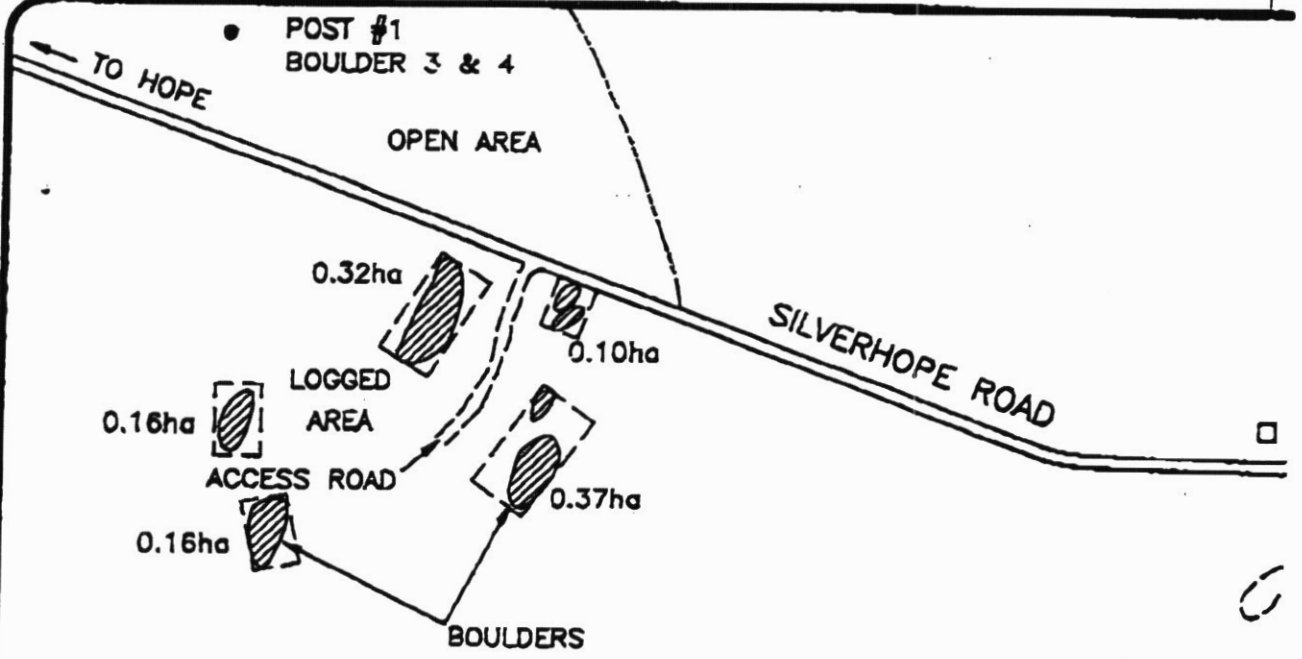 POST #1
BOULDER 3 & 4
TO HOPE
OPEN AREA
0.32ha
SILVERHOPE ROAD
0.10ha
LOGGED
AREA
0.16ha
ACCESS ROAD
0.37ha
0.16ha
BOULDERS